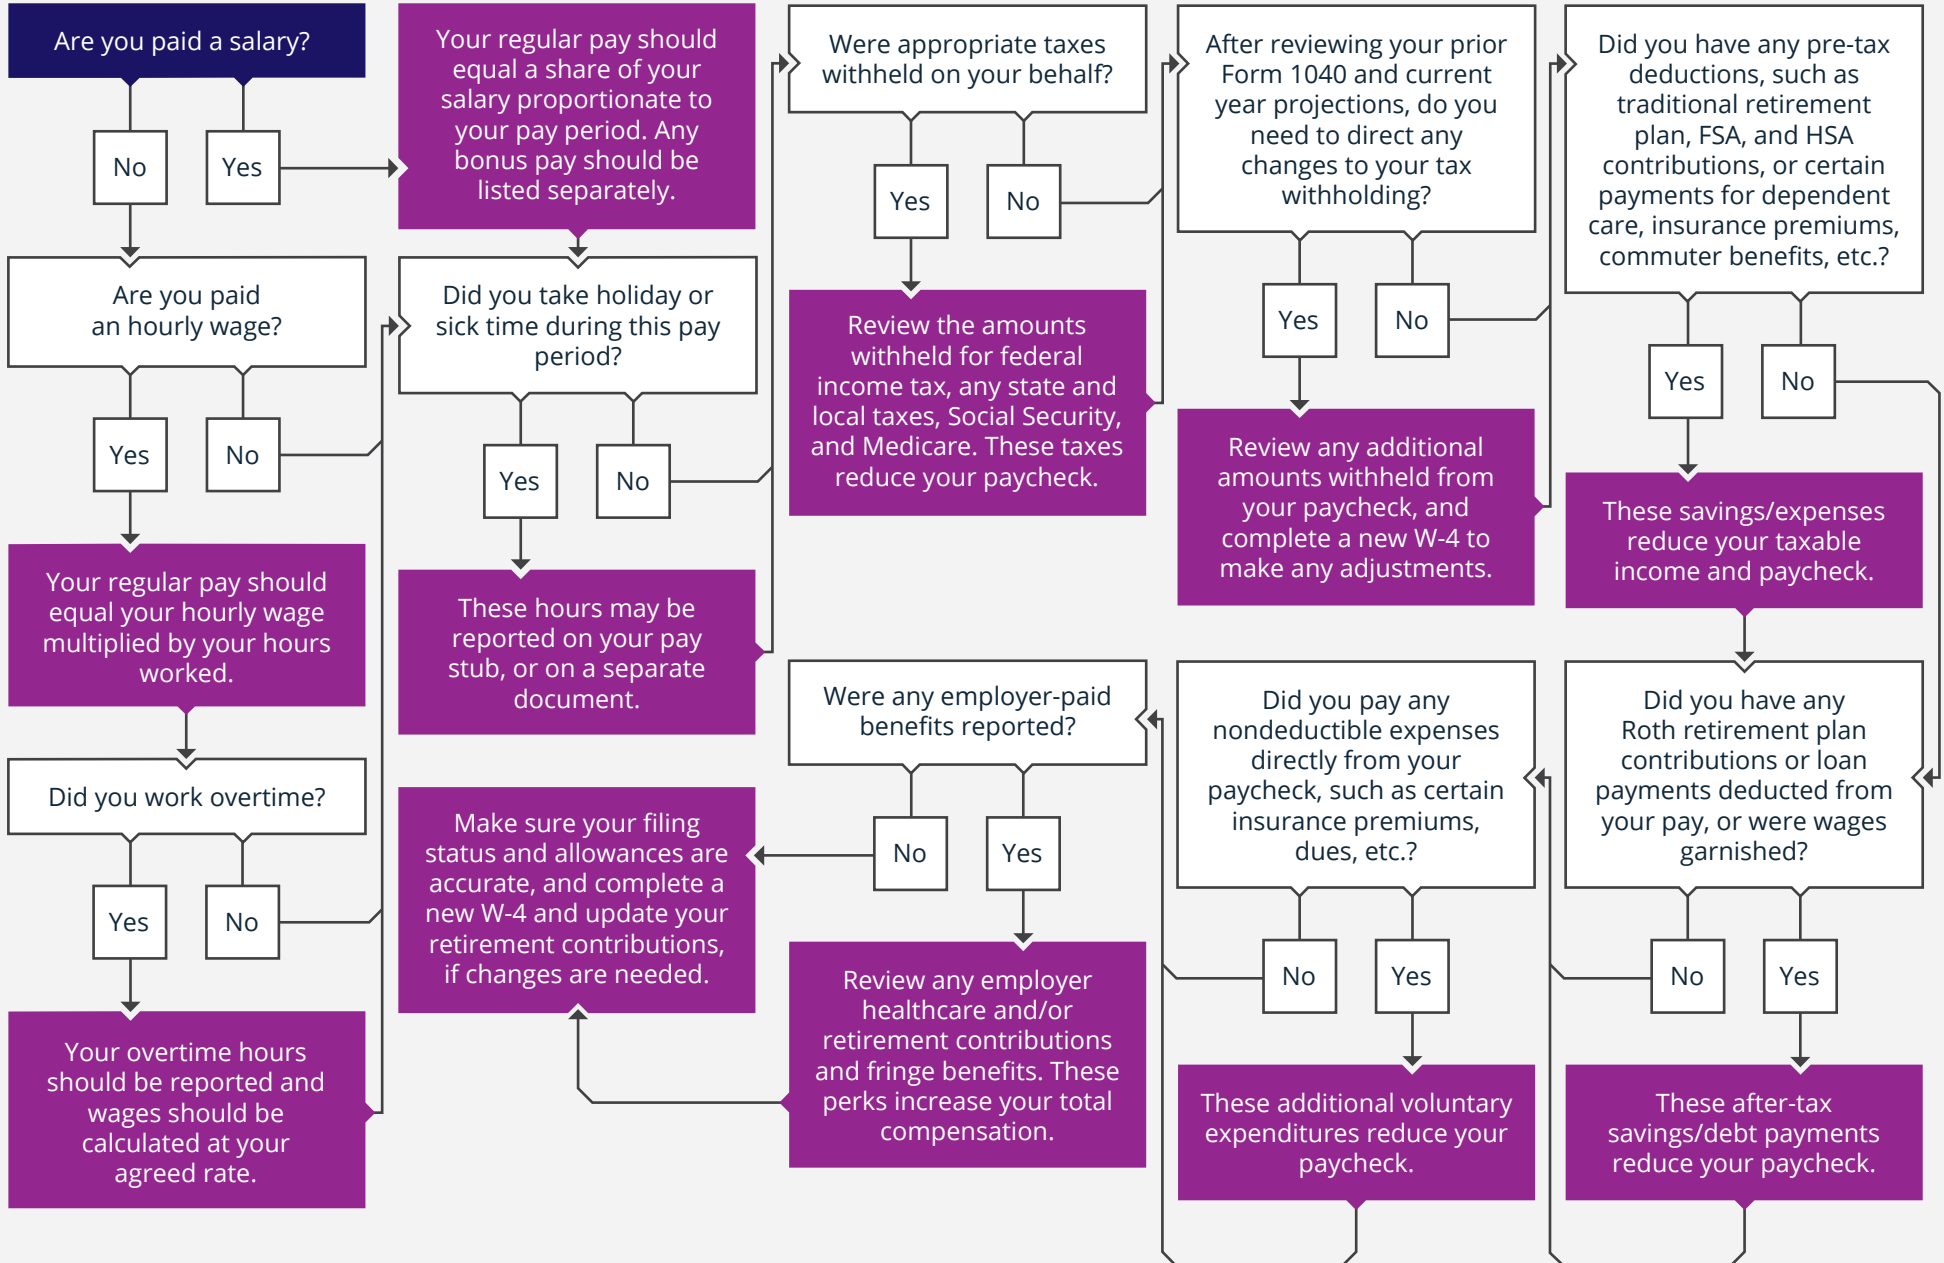 Are you paid a salary?
No
Yes
Your regular pay should
equal a share of your
salary proportionate to
your pay period. Any
bonus pay should be
listed separately.
Are you paid
an hourly wage?
Yes
No
Your regular pay should
equal your hourly wage
multiplied by your hours
worked.
Did you work overtime?
Yes
No
Your overtime hours
should be reported and
wages should be
calculated at your
agreed rate.
Did you take holiday or
sick time during this pay
period?
Yes
No
These hours may be
reported on your pay
stub, or on a separate
document.
Were appropriate taxes
withheld on your behalf?
Yes
No
Review the amounts
withheld for federal
income tax, any state and
local taxes, Social Security,
and Medicare. These taxes
reduce your paycheck.
After reviewing your prior
Form 1040 and current
year projections, do you
need to direct any
changes to your tax
withholding?
Yes
No
Review any additional
amounts withheld from
your paycheck, and
complete a new W-4 to
make any adjustments.
Did you have any pre-tax
deductions, such as
traditional retirement
plan, FSA, and HSA
contributions, or certain
payments for dependent
care, insurance premiums,
commuter benefits, etc.?
Yes
No
These savings/expenses
reduce your taxable
income and paycheck.
Did you have any
Roth retirement plan
contributions or loan
payments deducted from
your pay, or were wages
garnished?
No
Yes
These after-tax
savings/debt payments
reduce your paycheck.
Did you pay any
nondeductible expenses
directly from your
paycheck, such as certain
insurance premiums,
dues, etc.?
No
Yes
These additional voluntary
expenditures reduce your
paycheck.
Were any employer-paid
benefits reported?
No
Yes
Review any employer
healthcare and/or
retirement contributions
and fringe benefits. These
perks increase your total
compensation.
Make sure your filing
status and allowances are
accurate, and complete a
new W-4 and update your
retirement contributions,
if changes are needed.